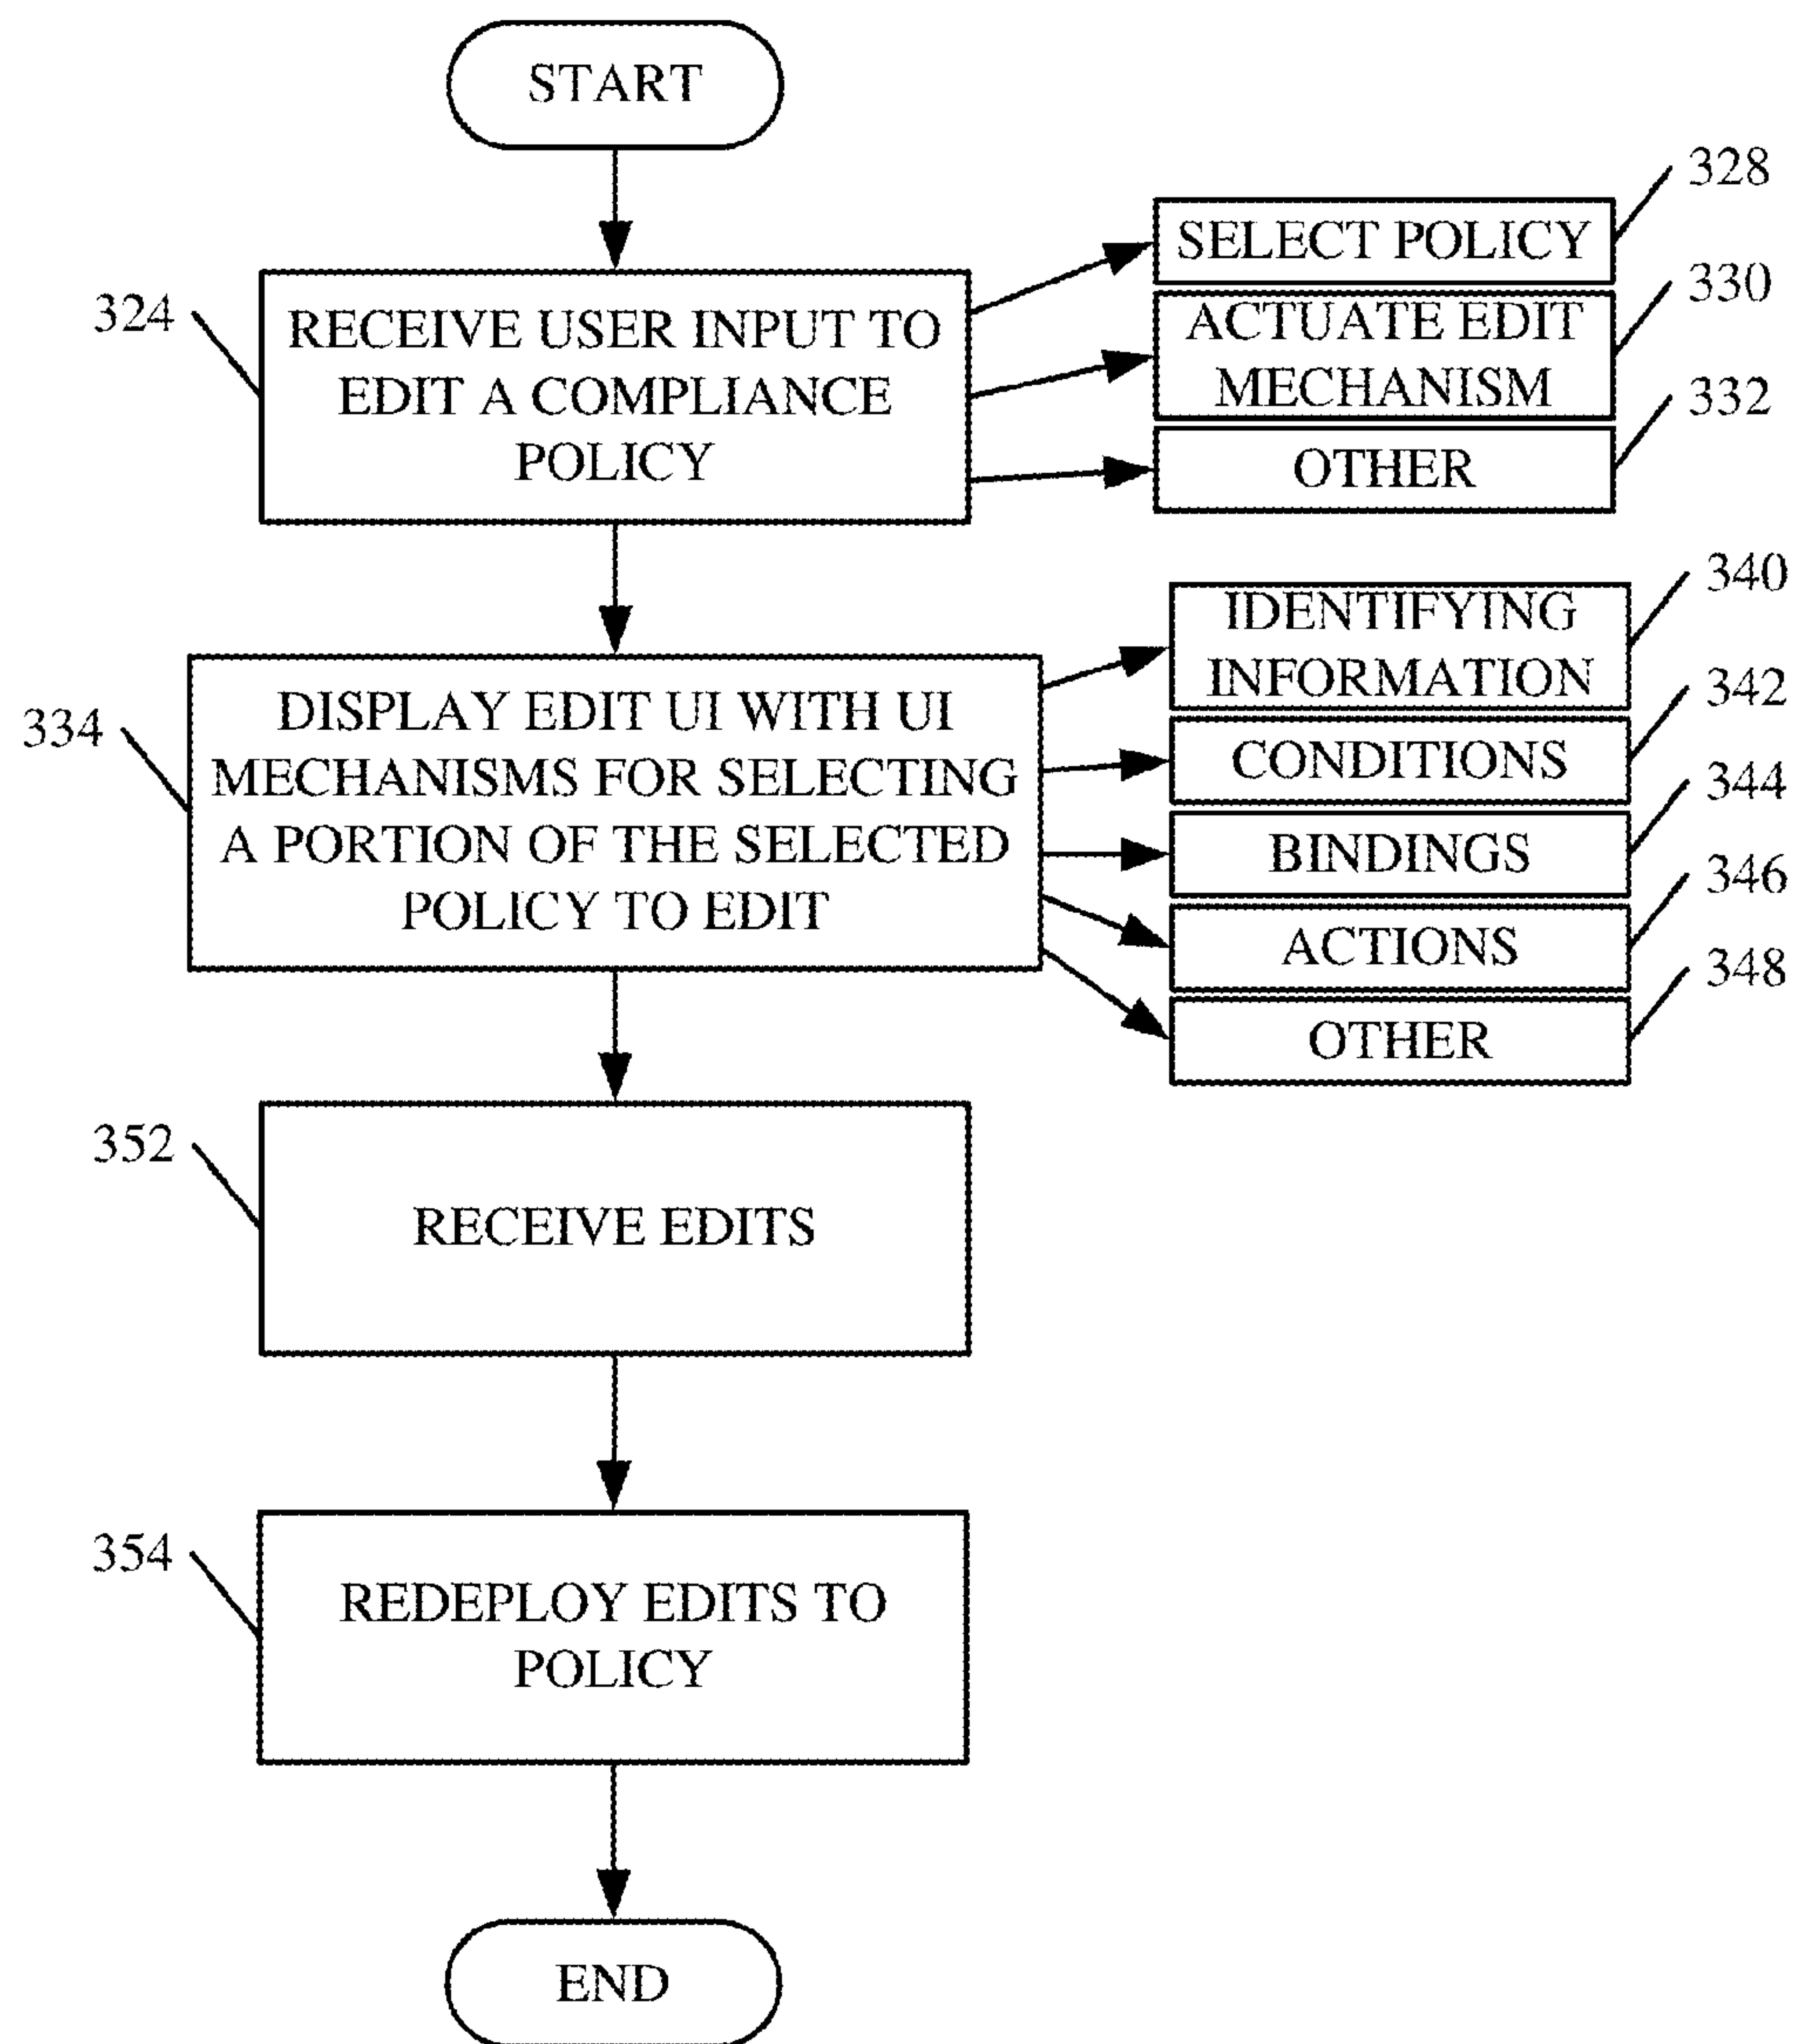 START
328
SELECT POLICY
330
324
RECEIVE USER INPUT TO
EDIT A COMPLIANCE
POLICY
ACTUATE EDIT
MECHANISM
332
OTHER
340
IDENTIFYING
INFORMATION
342
334
DISPLAY EDIT UI WITH UI
MECHANISMS FOR SELECTING
A PORTION OF THE SELECTED
POLICY TO EDIT
CONDITIONS
344
BINDINGS
346
ACTIONS
348
OTHER
352
RECEIVE EDITS
354
REDEPLOY EDITS TO
POLICY
END